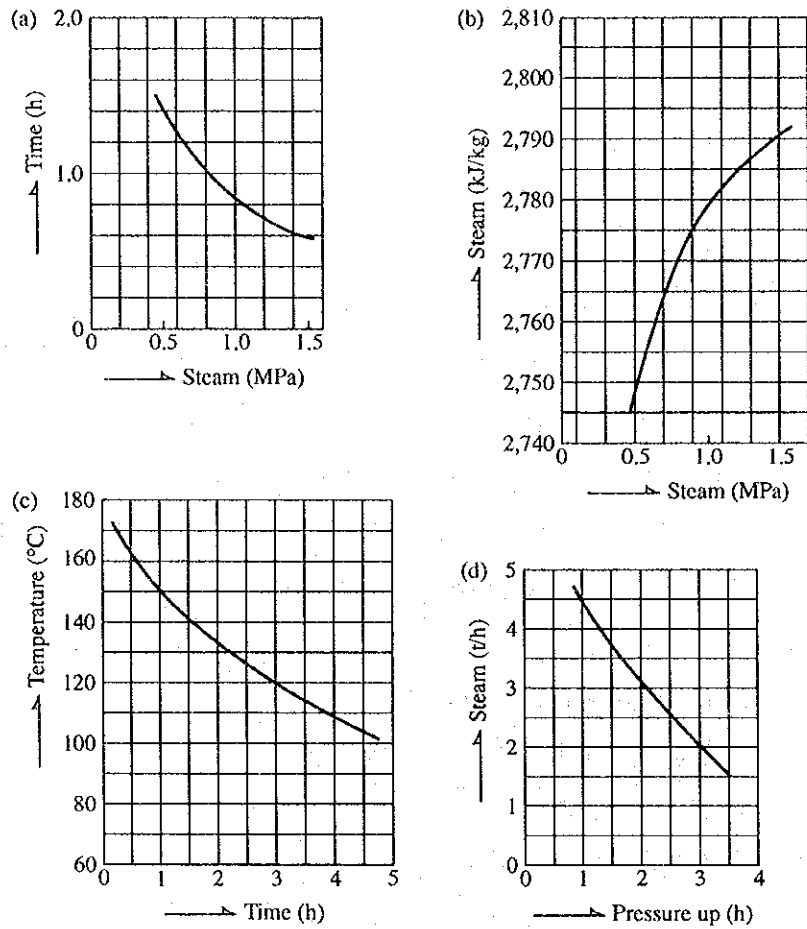 (a)
2.0
1.0
0
Time (h)
0 0.5 1.0 1.5
Steam (MPa)
(b)
2,810
2,800
2,790
2,780
2,770
2,760
2,750
2,740
Steam (kJ/kg)
0 0.5 1.0 1.5
Steam (MPa)
(c)
180
160
140
120
100
80
60
Temperature (°C)
0 1 2 3 4 5
Time (h)
(d)
5
4
3
2
1
0
Steam (t/h)
0 1 2 3 4
Pressure up (h)